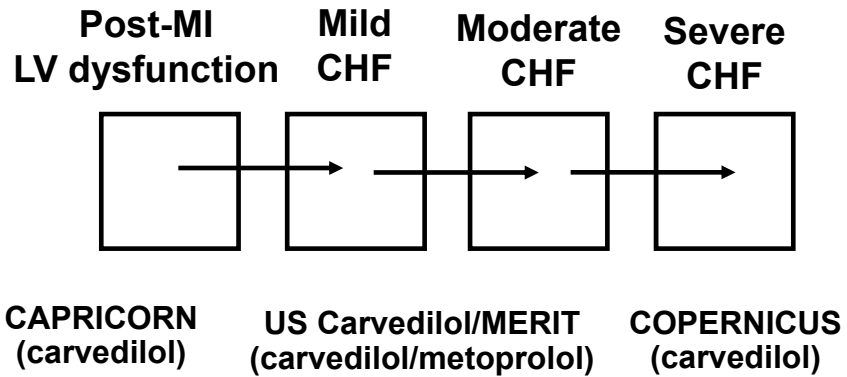 Post-MI
LV dysfunction
Mild
CHF
Moderate
CHF
Severe
CHF
CAPRICORN
(carvedilol)
US Carvedilol/MERIT
(carvedilol/metoprolol)
COPERNICUS
(carvedilol)